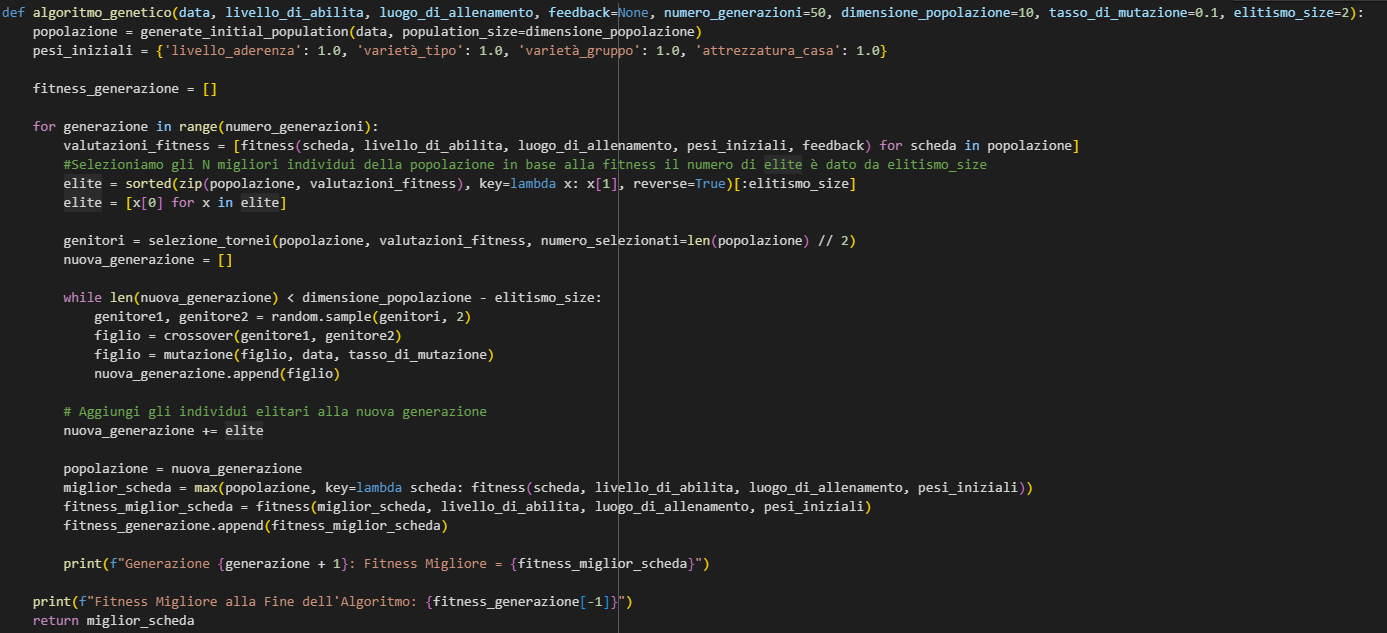 def algoritmo_genetico(data, livello_di_abilita, luogo_di_allenamento, feedback=None, numero_generazioni=50, dimensione_popolazione=10, tasso_di_mutazione=0.1, elitismo_size=2):
    popolazione = generate_initial_population(data, population_size=dimensione_popolazione)
    pesi_iniziali = {'livello_aderenza': 1.0, 'varietà_tipo': 1.0, 'varietà_gruppo': 1.0, 'attrezzatura_casa': 1.0}

    fitness_generazione = []

    for generazione in range(numero_generazioni):
        valutazioni_fitness = [fitness(scheda, livello_di_abilita, luogo_di_allenamento, pesi_iniziali, feedback) for scheda in popolazione]
        #Selezioniamo gli N migliori individui della popolazione in base alla fitness il numero di elite è dato da elitismo_size
        elite = sorted(zip(popolazione, valutazioni_fitness), key=lambda x: x[1], reverse=True)[:elitismo_size]
        elite = [x[0] for x in elite]

        genitori = selezione_tornei(popolazione, valutazioni_fitness, numero_selezionati=len(popolazione) // 2)
        nuova_generazione = []

        while len(nuova_generazione) < dimensione_popolazione - elitismo_size:
            genitore1, genitore2 = random.sample(genitori, 2)
            figlio = crossover(genitore1, genitore2)
            figlio = mutazione(figlio, data, tasso_di_mutazione)
            nuova_generazione.append(figlio)

        # Aggiungi gli individui elitari alla nuova generazione
        nuova_generazione += elite

        popolazione = nuova_generazione
        miglior_scheda = max(popolazione, key=lambda scheda: fitness(scheda, livello_di_abilita, luogo_di_allenamento, pesi_iniziali))
        fitness_miglior_scheda = fitness(miglior_scheda, livello_di_abilita, luogo_di_allenamento, pesi_iniziali)
        fitness_generazione.append(fitness_miglior_scheda)

        print(f"Generazione {generazione + 1}: Fitness Migliore = {fitness_miglior_scheda}")

    print(f"Fitness Migliore alla Fine dell'Algoritmo: {fitness_generazione[-1]}")
    return miglior_scheda